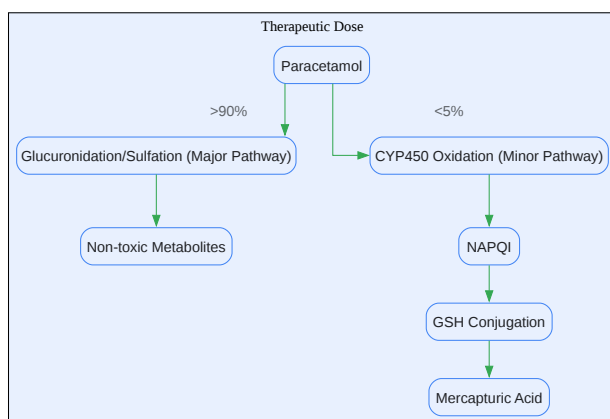 Therapeutic Dose
Paracetamol
>90%
<5%
Glucuronidation/Sulfation (Major Pathway)
CYP450 Oxidation (Minor Pathway)
Non-toxic Metabolites
NAPQI
GSH Conjugation
Mercapturic Acid